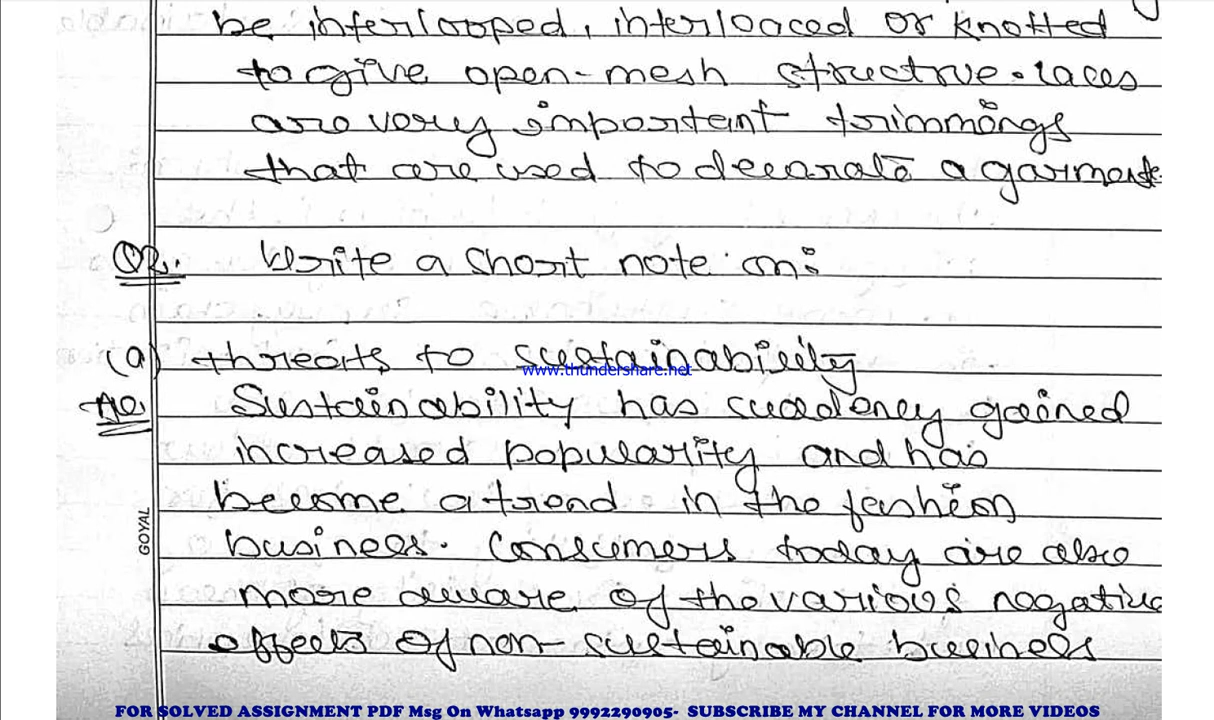 be interlooped, interlaced or knotted
to give open-mesh structrue. laces
are very important trimmings
that are used to decorate a garment.
Q2. Write a short note on:
(a) threats to sustainability
www.thundershare.net
Sustainability has suddenly gained
increased popularity and has
become a trend in the fashion
business. Consumers today are also
more aware of the various negative
effects of non-sustainable business
GOYAL
FOR SOLVED ASSIGNMENT PDF Msg On Whatsapp 9992290905- SUBSCRIBE MY CHANNEL FOR MORE VIDEOS